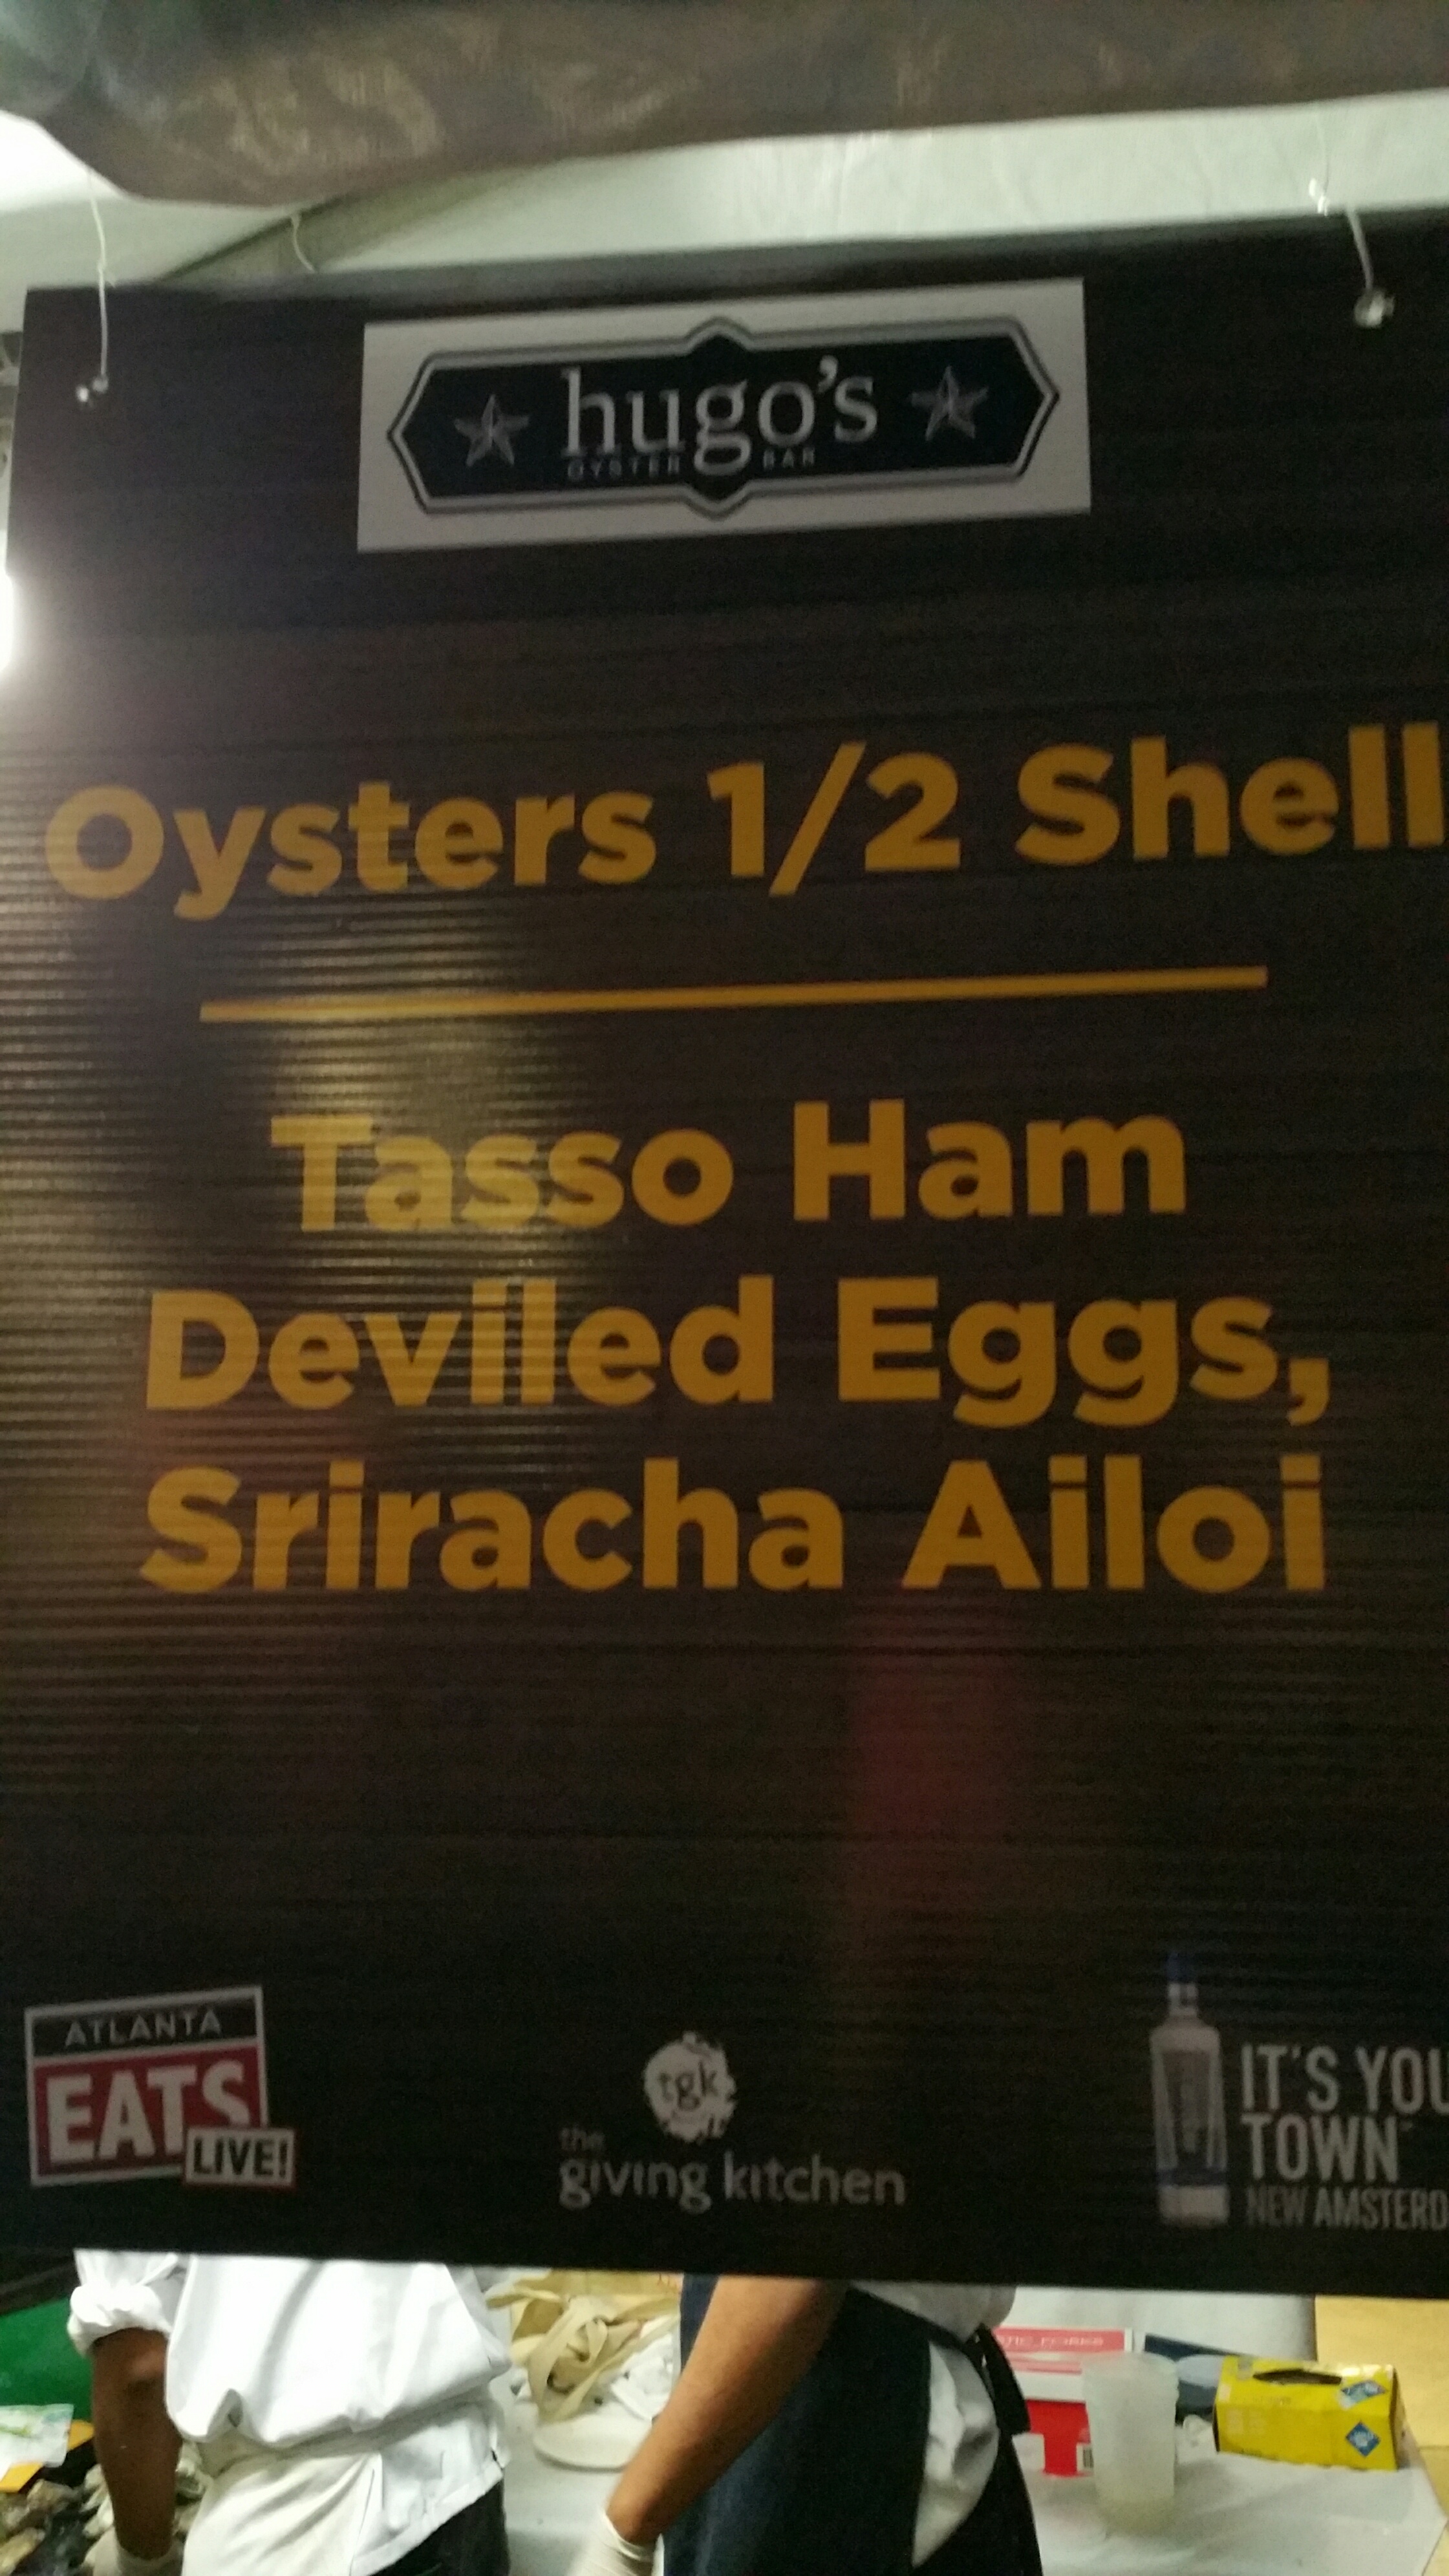 hugo's
OYSTER BAR
Oysters 1/2 Shell
Tasso Ham
Deviled Eggs,
Sriracha Ailoi
ATLANTA
EATS
LIVE!
tgk
the
giving kitchen
IT'S YOU
TOWN
NEW AMSTERD